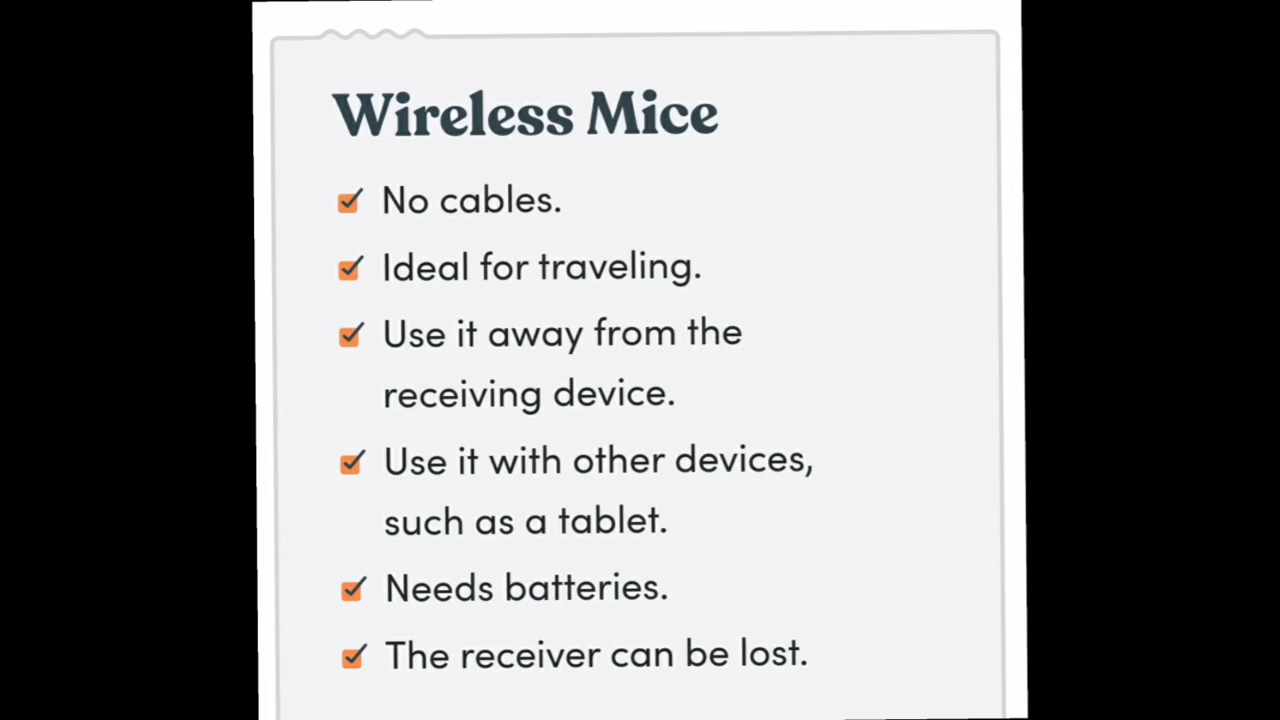 Wireless Mice
No cables.
Ideal for traveling.
Use it away from the
receiving device.
Use it with other devices,
such as a tablet.
Needs batteries.
The receiver can be lost.